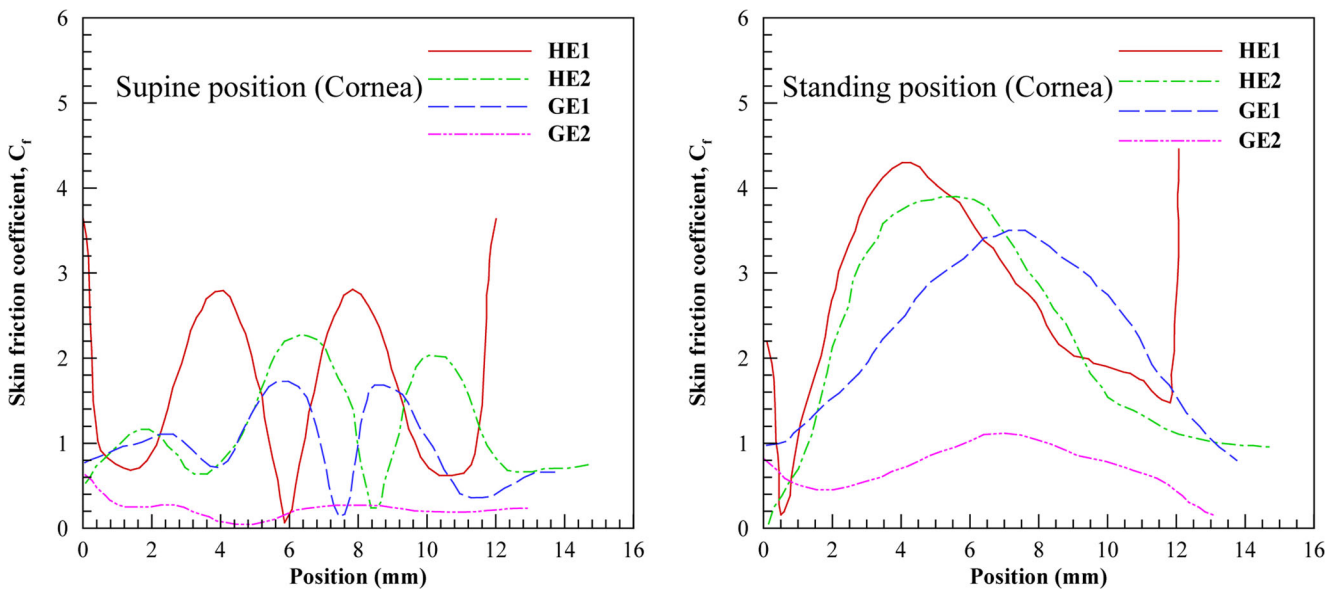 6
5
4
3
2
1
0
Skin friction coefficient, Cf
Supine position (Cornea)
HE1
HE2
GE1
GE2
0 2 4 6 8 10 12 14 16
Position (mm)
6
5
4
3
2
1
0
Skin friction coefficient, Cf
Standing position (Cornea)
HE1
HE2
GE1
GE2
0 2 4 6 8 10 12 14 16
Position (mm)